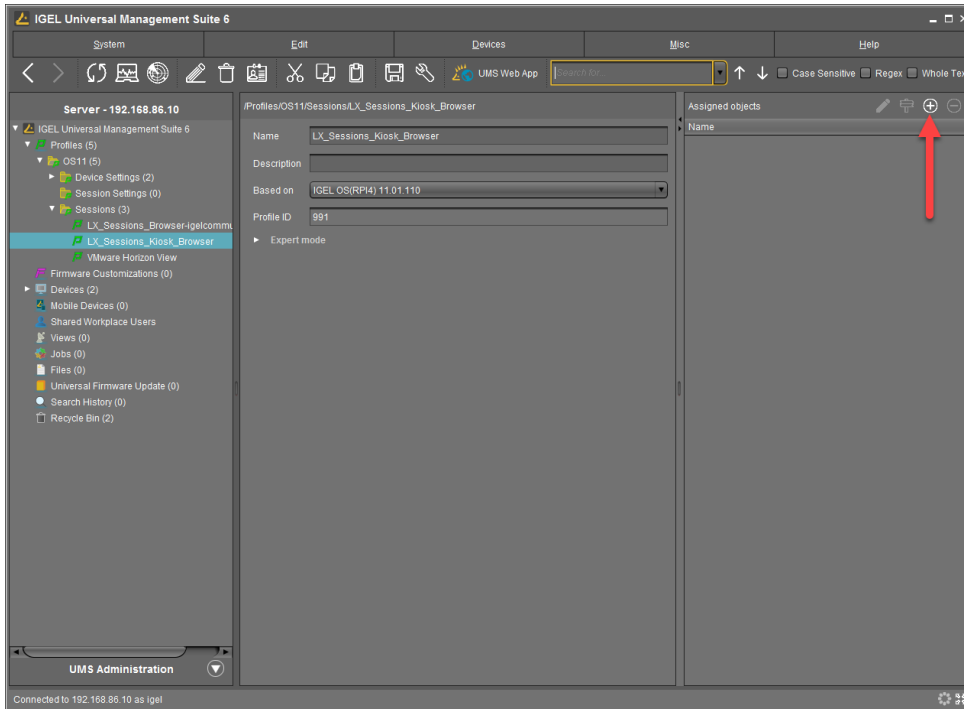 IGEL Universal Management Suite 6
System Edit Devices Misc Help
UMS Web App Search for... Case Sensitive Regex Whole Tex
Server - 192.168.86.10
IGEL Universal Management Suite 6
Profiles (5)
OS11 (5)
Device Settings (2)
Session Settings (0)
Sessions (3)
LX_Sessions_Browser-igelcommu
LX_Sessions_Kiosk_Browser
VMware Horizon View
Firmware Customizations (0)
Devices (2)
Mobile Devices (0)
Shared Workplace Users
Views (0)
Jobs (0)
Files (0)
Universal Firmware Update (0)
Search History (0)
Recycle Bin (2)
UMS Administration
/Profiles/OS11/Sessions/LX_Sessions_Kiosk_Browser
Name LX_Sessions_Kiosk_Browser
Description
Based on IGEL OS(RPI4) 11.01.110
Profile ID 991
Expert mode
Assigned objects
Name
Connected to 192.168.86.10 as igel